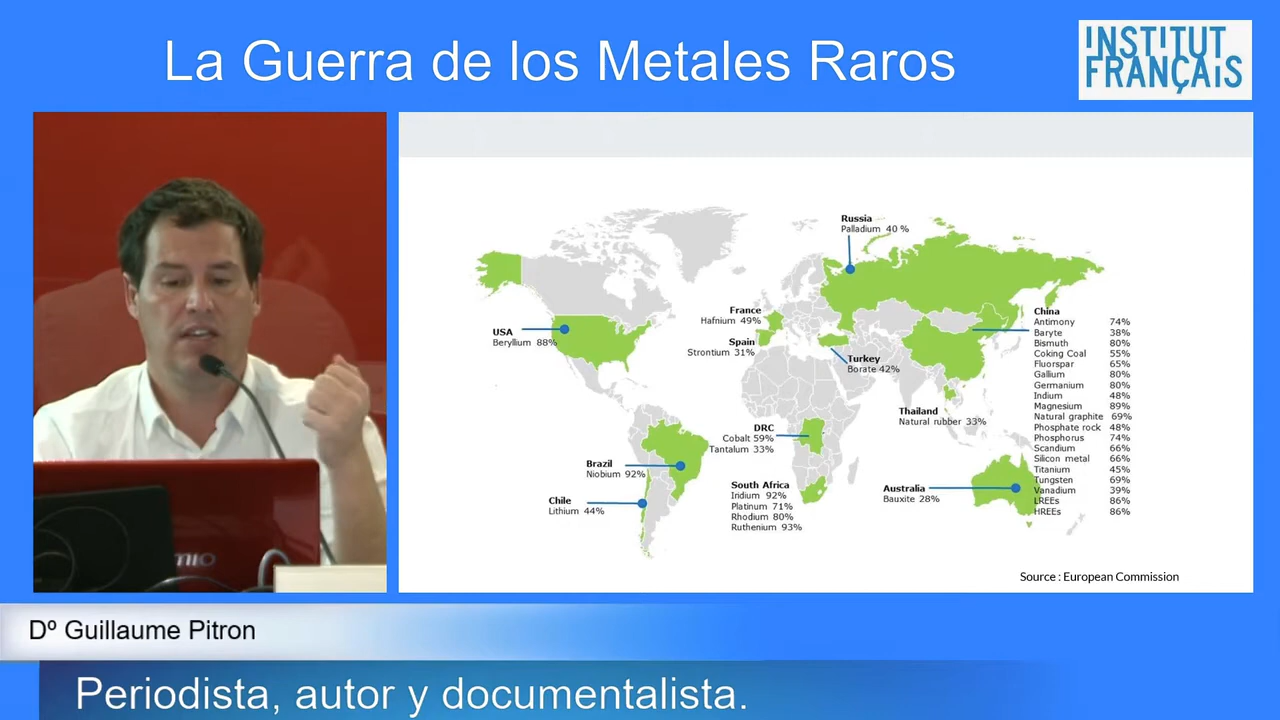 La Guerra de los Metales Raros
INSTITUT
FRANÇAIS
Russia
Palladium 40 %
France
Hafnium 49%
Spain
Strontium 31%
USA
Beryllium 88%
Turkey
Borate 42%
China
Antimony 74%
Baryte 38%
Bismuth 80%
Coking Coal 55%
Fluorspar 65%
Gallium 80%
Germanium 80%
Indium 48%
Magnesium 89%
Natural graphite 69%
Phosphate rock 48%
Phosphorus 74%
Scandium 66%
Silicon metal 66%
Titanium 45%
Tungsten 69%
Vanadium 39%
LREEs 86%
HREEs 86%
Thailand
Natural rubber 33%
DRC
Cobalt 59%
Tantalum 33%
Brazil
Niobium 92%
Chile
Lithium 44%
South Africa
Iridium 92%
Platinum 71%
Rhodium 80%
Ruthenium 93%
Australia
Bauxite 28%
Source : European Commission
Dº Guillaume Pitron
Periodista, autor y documentalista.